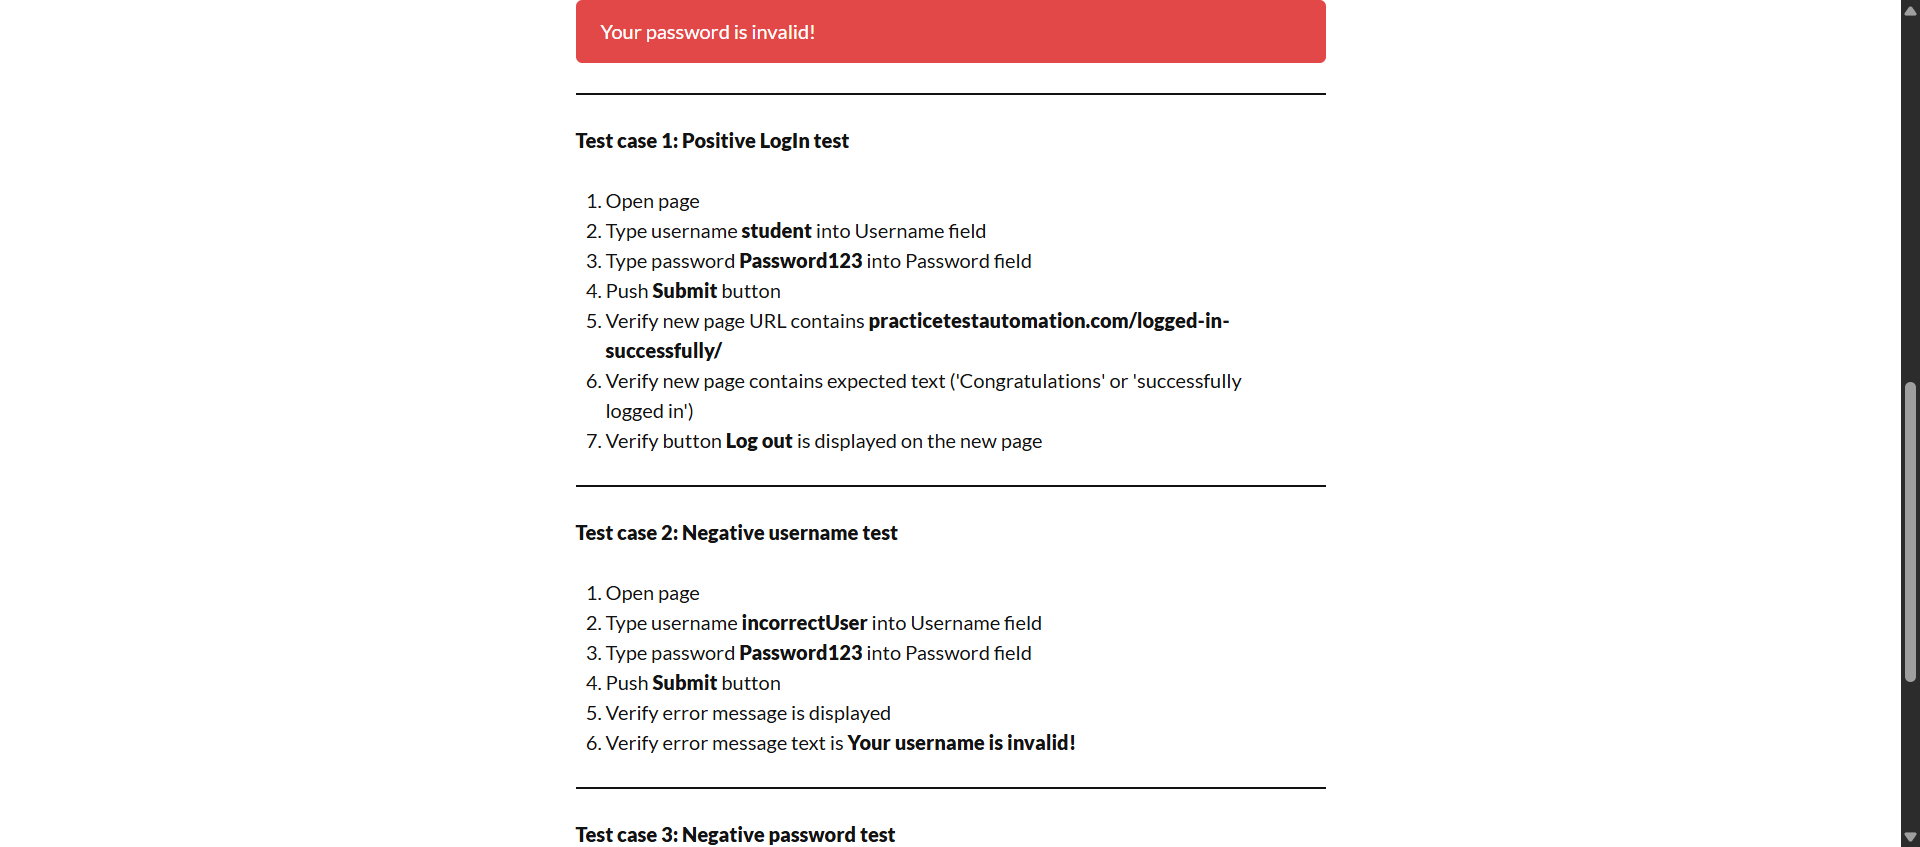 Your password is invalid!
Test case 1: Positive LogIn test
1. Open page
2. Type username student into Username field
3. Type password Password123 into Password field
4. Push Submit button
5. Verify new page URL contains practicetestautomation.com/logged-in-
successfully/
6. Verify new page contains expected text ('Congratulations' or 'successfully
logged in')
7. Verify button Log out is displayed on the new page
Test case 2: Negative username test
1. Open page
2. Type username incorrectUser into Username field
3. Type password Password123 into Password field
4. Push Submit button
5. Verify error message is displayed
6. Verify error message text is Your username is invalid!
Test case 3: Negative password test